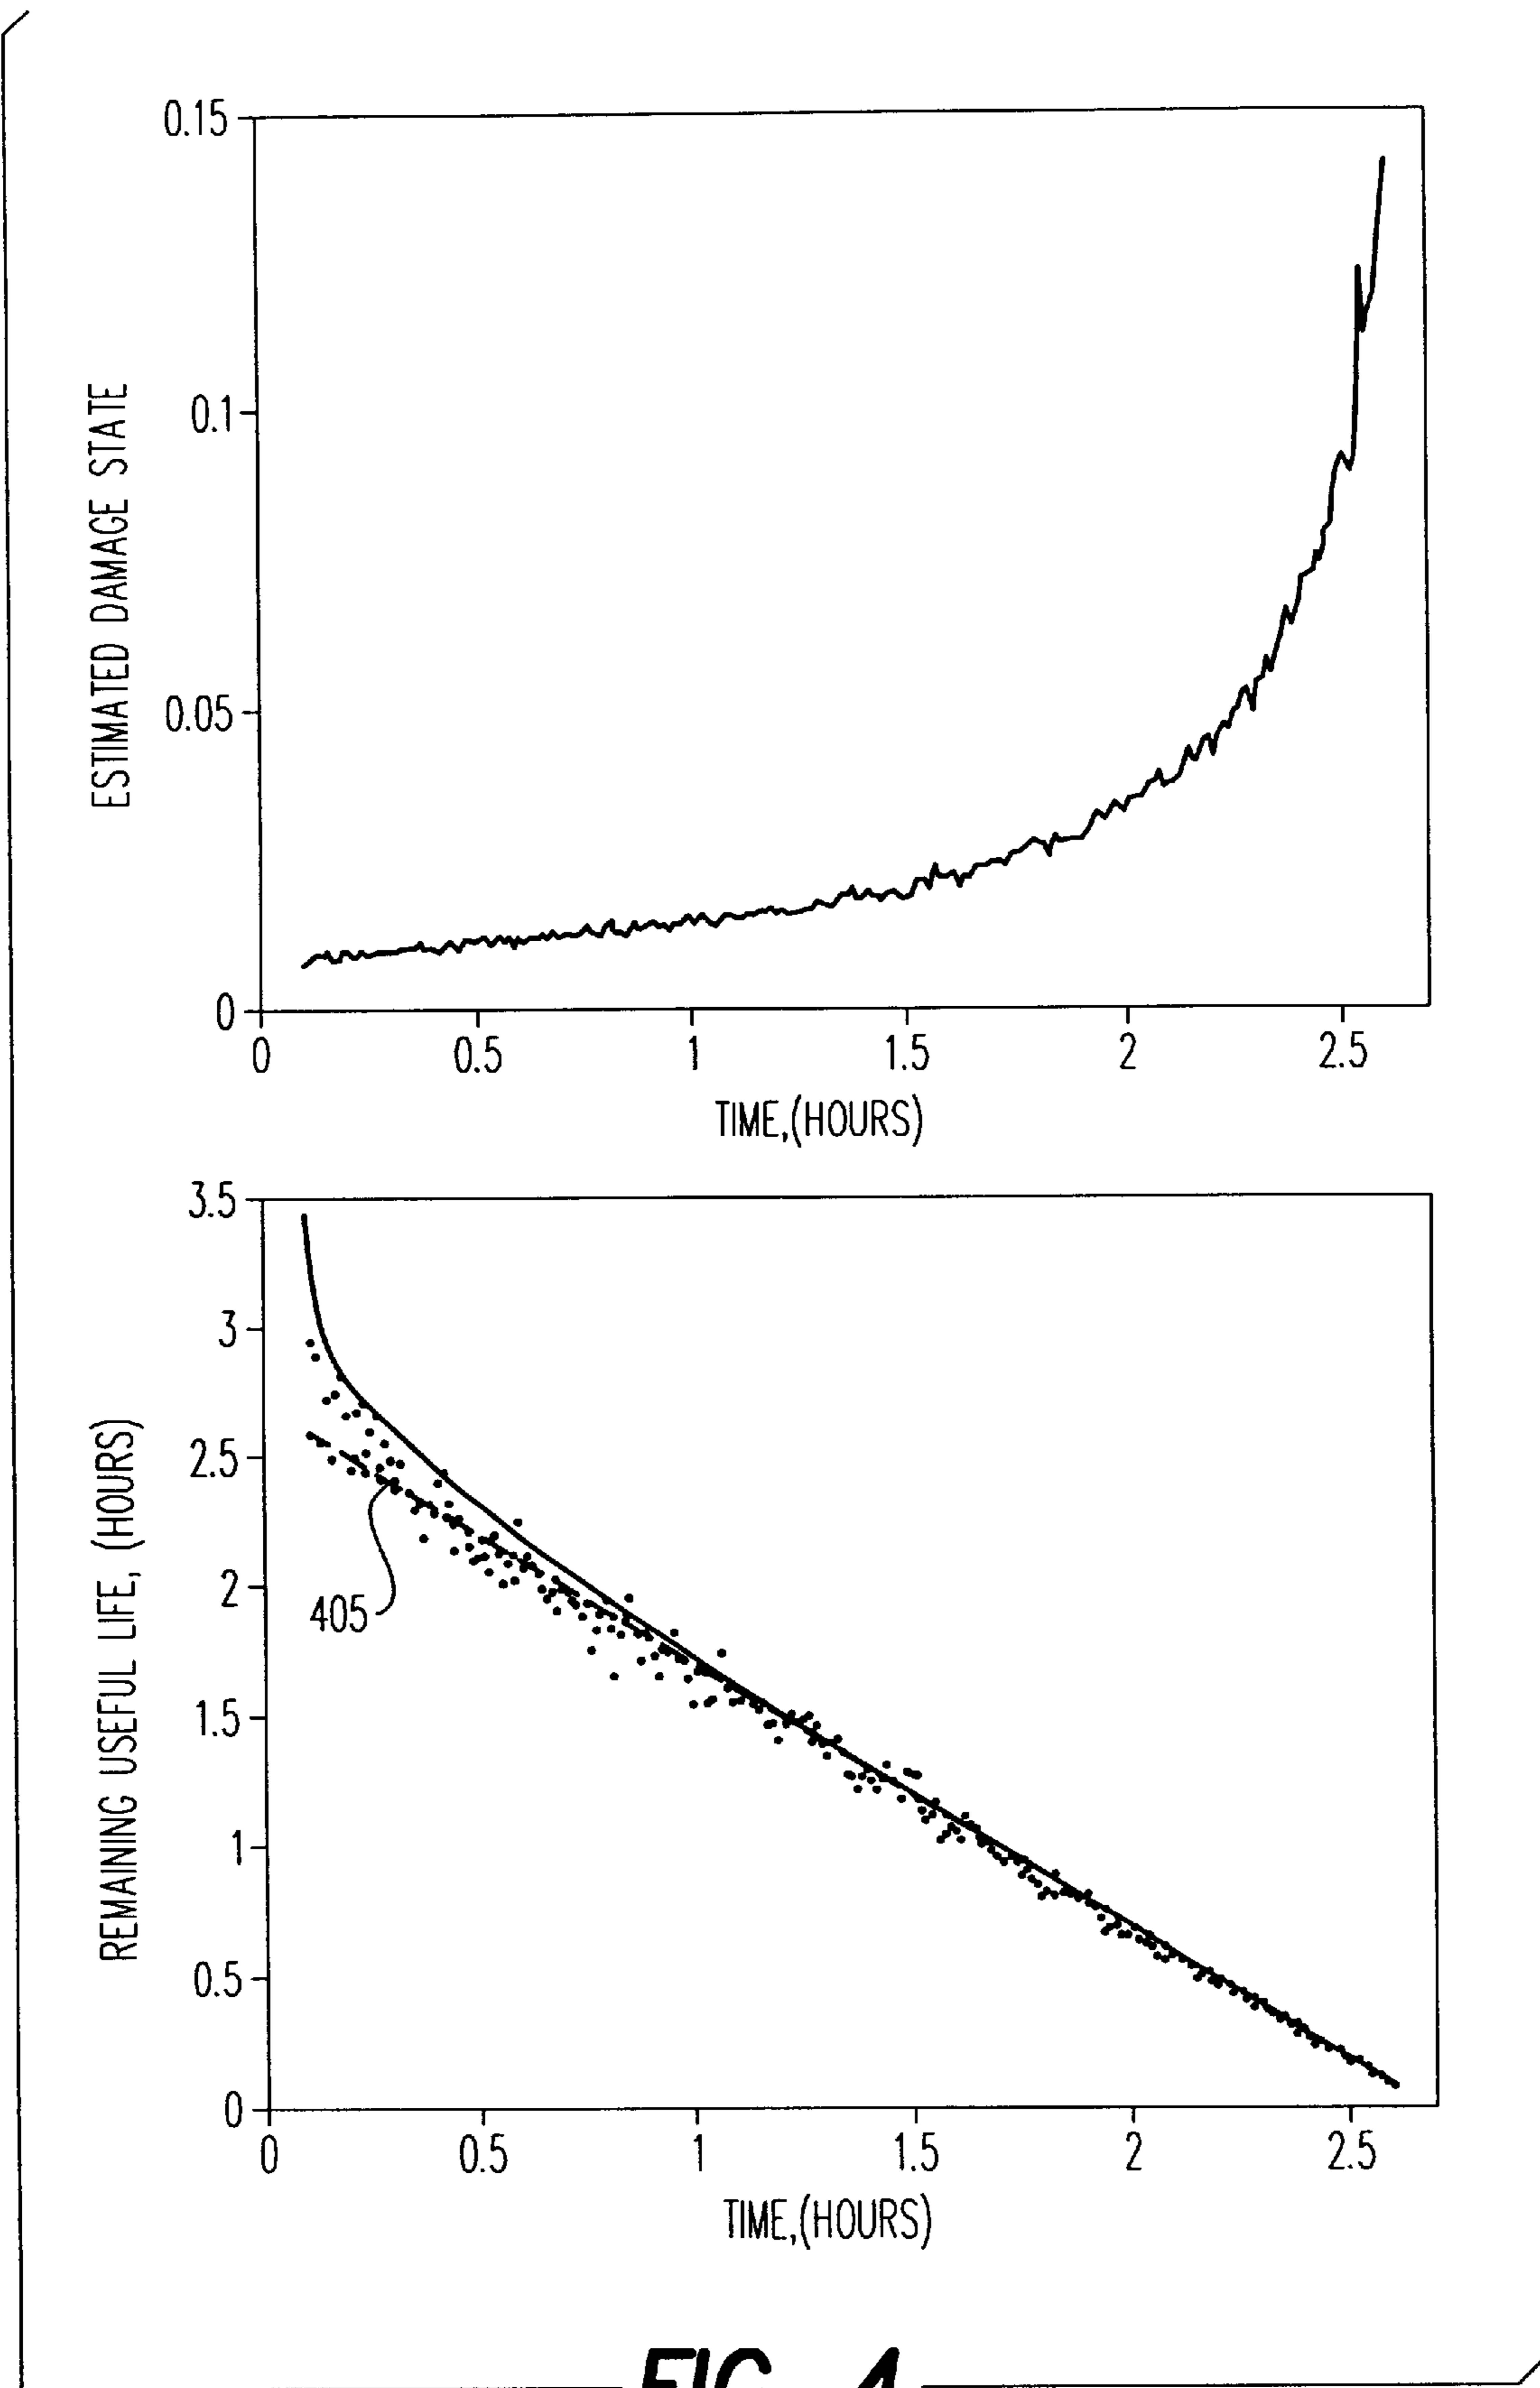 0.15
0.1
0.05
0
ESTIMATED DAMAGE STATE
0 0.5 1 1.5 2 2.5
TIME,(HOURS)
3.5
3
2.5
2
1.5
1
0.5
0
REMAINING USEFUL LIFE, (HOURS)
405
0 0.5 1 1.5 2 2.5
TIME,(HOURS)
FIG. 4